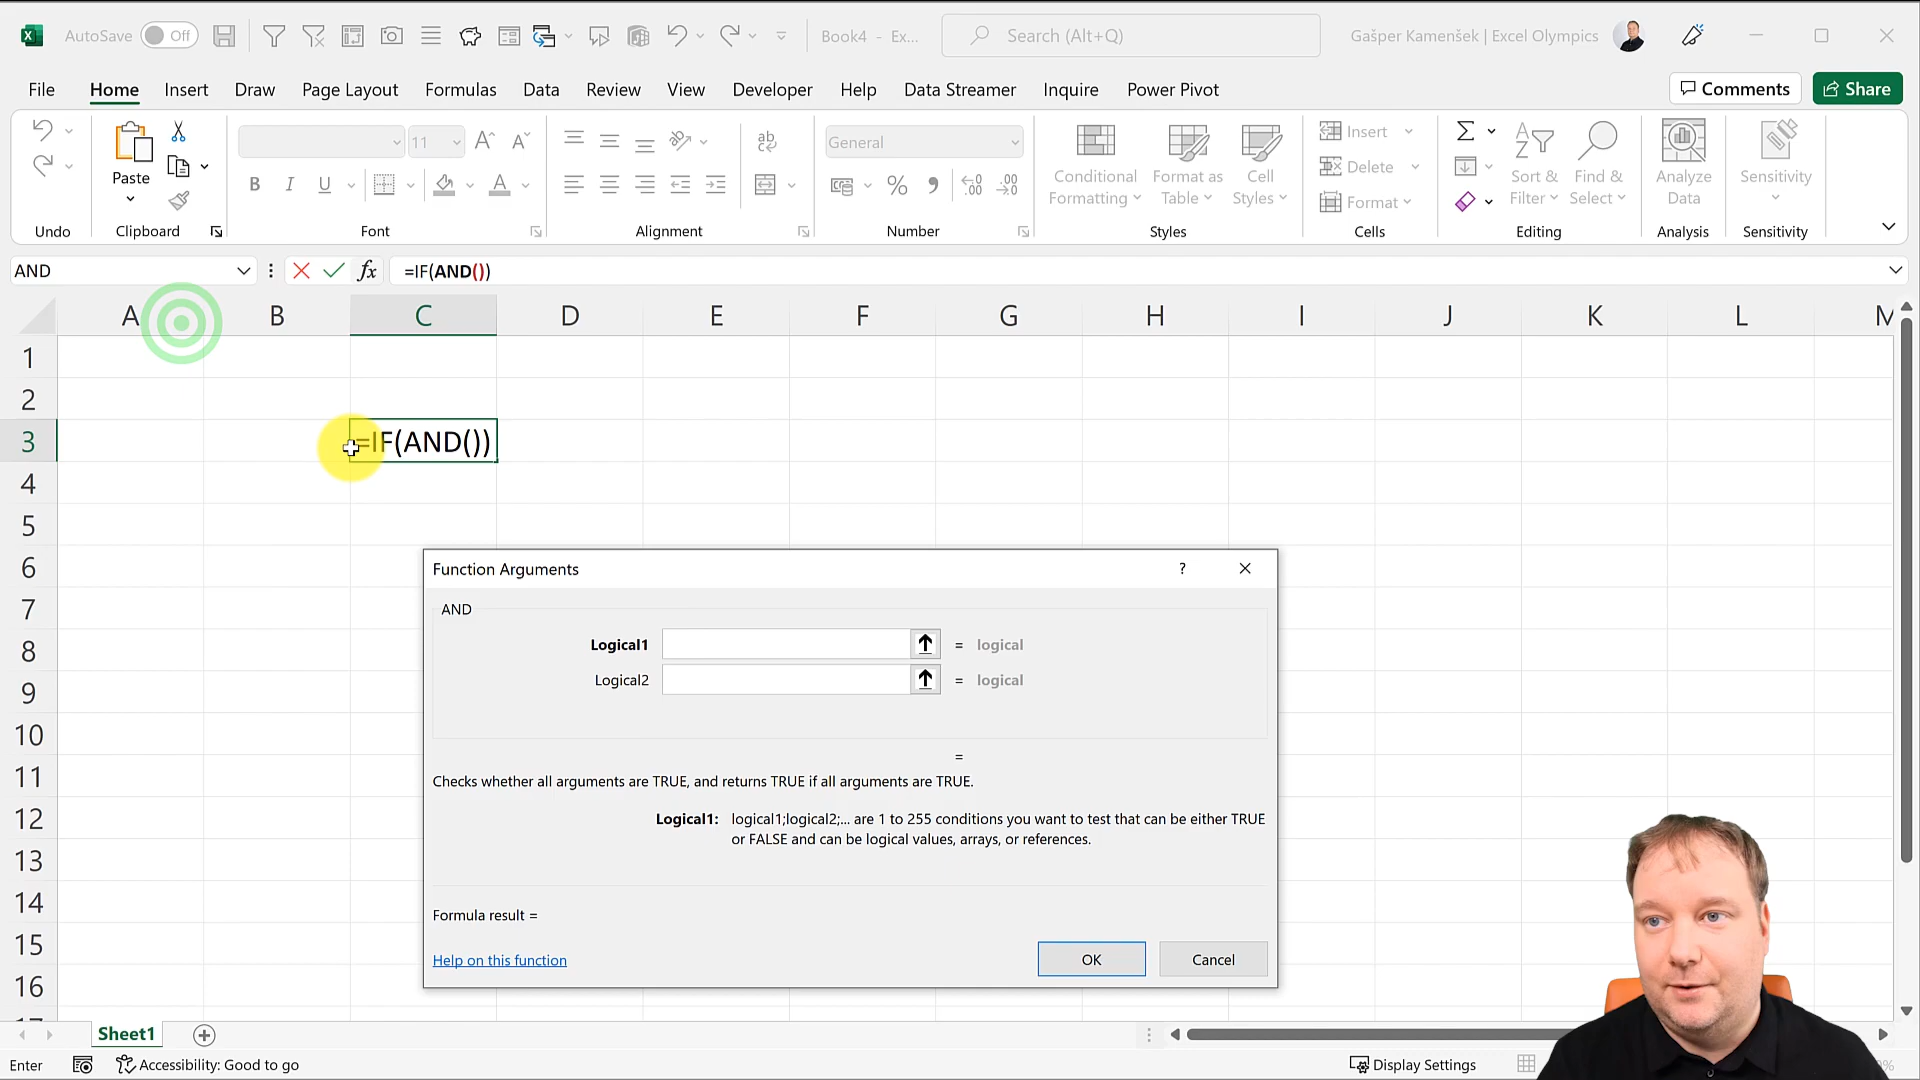 AutoSave Off Book4 - Ex... Search (Alt+Q) Gašper Kamenšek | Excel Olympics
File Home Insert Draw Page Layout Formulas Data Review View Developer Help Data Streamer Inquire Power Pivot Comments Share
Paste
11
B I U A
ab
General
% 
Conditional Formatting
Format as Table
Cell Styles
Insert
Delete
Format
Sort & Filter
Find & Select
Analyze Data
Sensitivity
Undo Clipboard Font Alignment Number Styles Cells Editing Analysis Sensitivity
AND fx =IF(AND())
A B C D E F G H I J K L M
1
2
3 =IF(AND())
4
5
6
7
8
9
10
11
12
13
14
15
16
17
Function Arguments ?
AND
Logical1 = logical
Logical2 = logical
=
Checks whether all arguments are TRUE, and returns TRUE if all arguments are TRUE.
Logical1: logical1;logical2;... are 1 to 255 conditions you want to test that can be either TRUE
or FALSE and can be logical values, arrays, or references.
Formula result =
Help on this function OK Cancel
Sheet1
Enter Accessibility: Good to go Display Settings